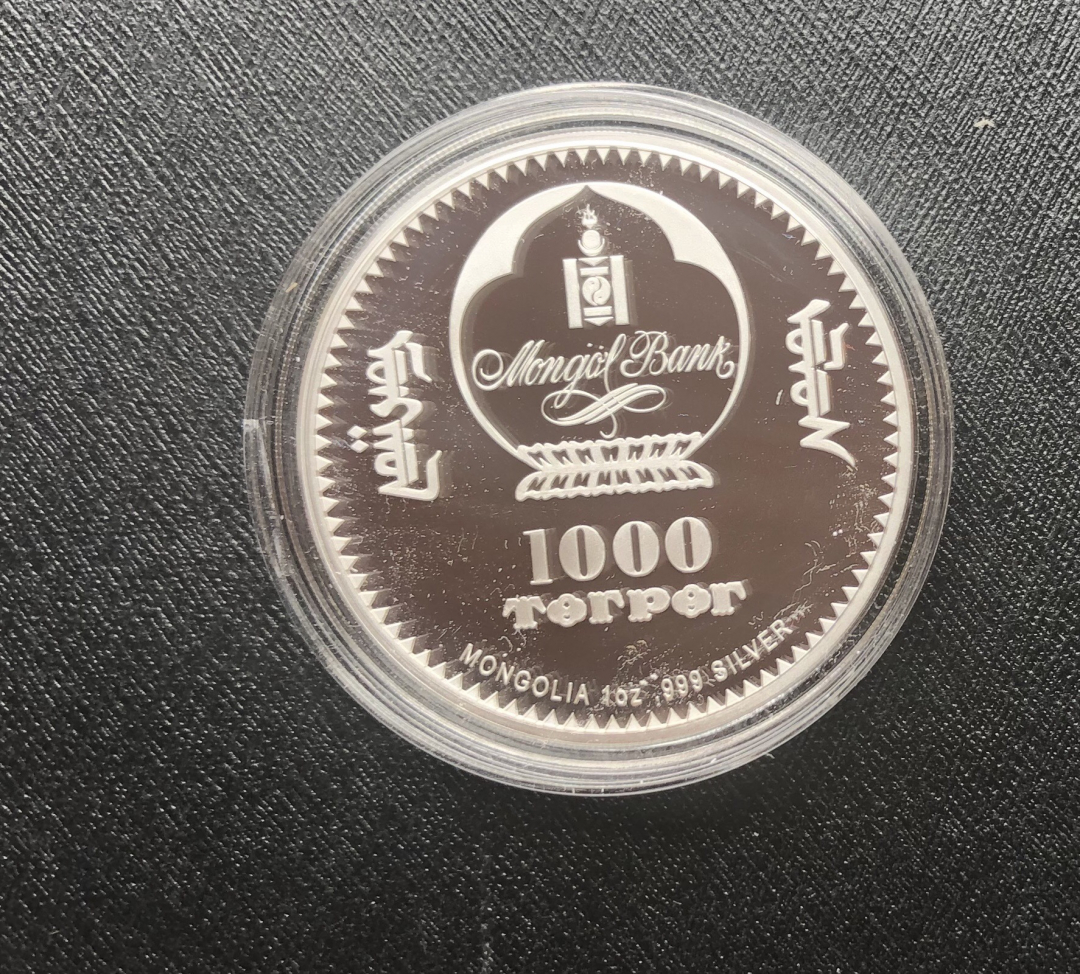 Mongol Bank
1000
төгрөг
MONGOLIA 1oz .999 SILVER